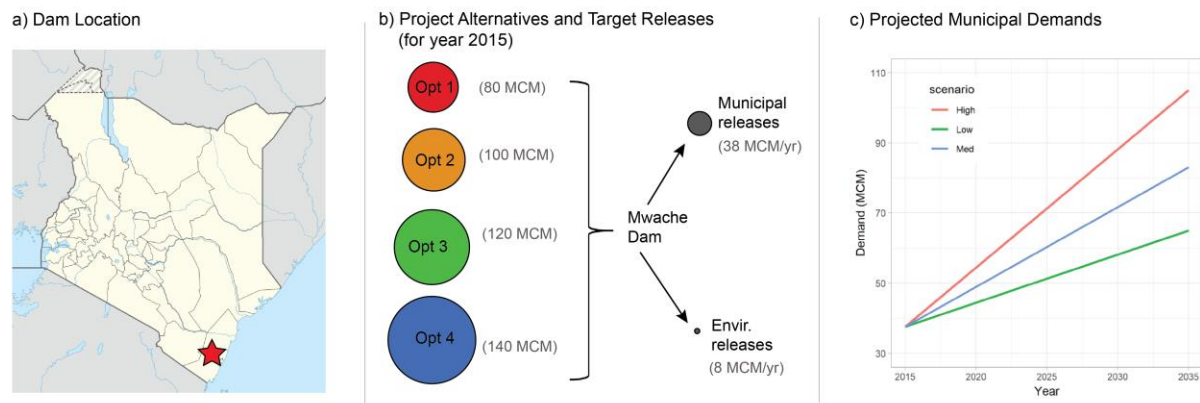 a) Dam Location
b) Project Alternatives and Target Releases
(for year 2015)
Opt 1
(80 MCM)
Opt 2
(100 MCM)
Opt 3
(120 MCM)
Opt 4
(140 MCM)
Mwache
Dam
Municipal
releases
(38 MCM/yr)
Envir.
releases
(8 MCM/yr)
c) Projected Municipal Demands
110
90
70
50
30
Demand (MCM)
scenario
High
Low
Med
2015
2020
2025
2030
2035
Year